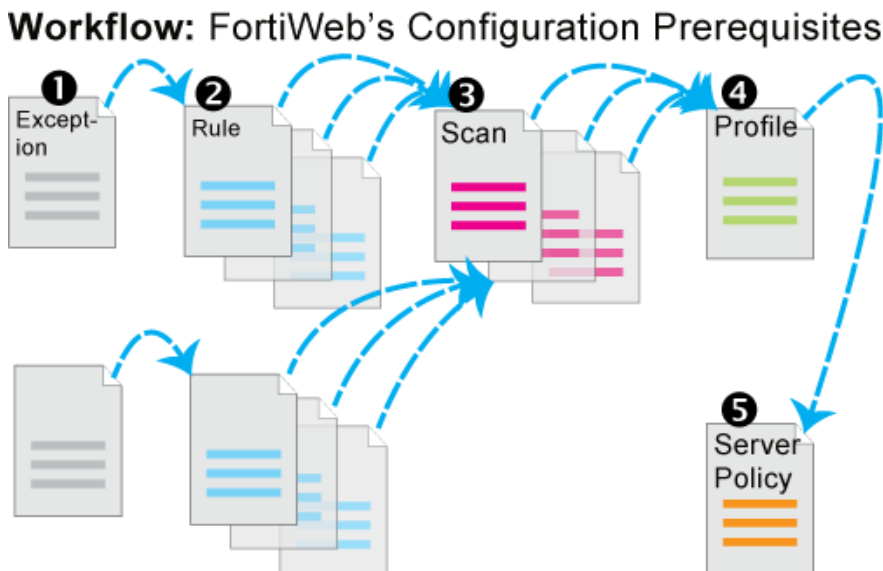 Workflow: FortiWeb's Configuration Prerequisites
1
Except-
ion
2
Rule
3
Scan
4
Profile
5
Server
Policy